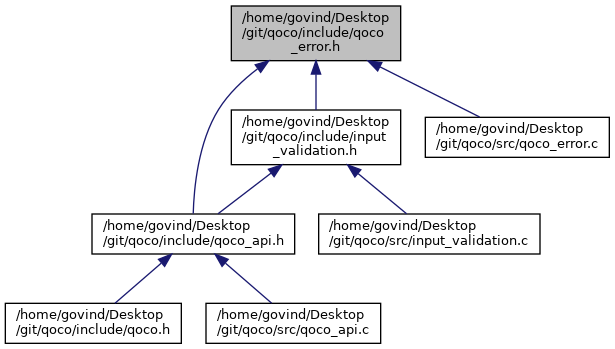 /home/govind/Desktop
/git/qoco/include/qoco
_error.h
/home/govind/Desktop
/git/qoco/include/input
_validation.h
/home/govind/Desktop
/git/qoco/src/qoco_error.c
/home/govind/Desktop
/git/qoco/include/qoco_api.h
/home/govind/Desktop
/git/qoco/src/input_validation.c
/home/govind/Desktop
/git/qoco/include/qoco.h
/home/govind/Desktop
/git/qoco/src/qoco_api.c